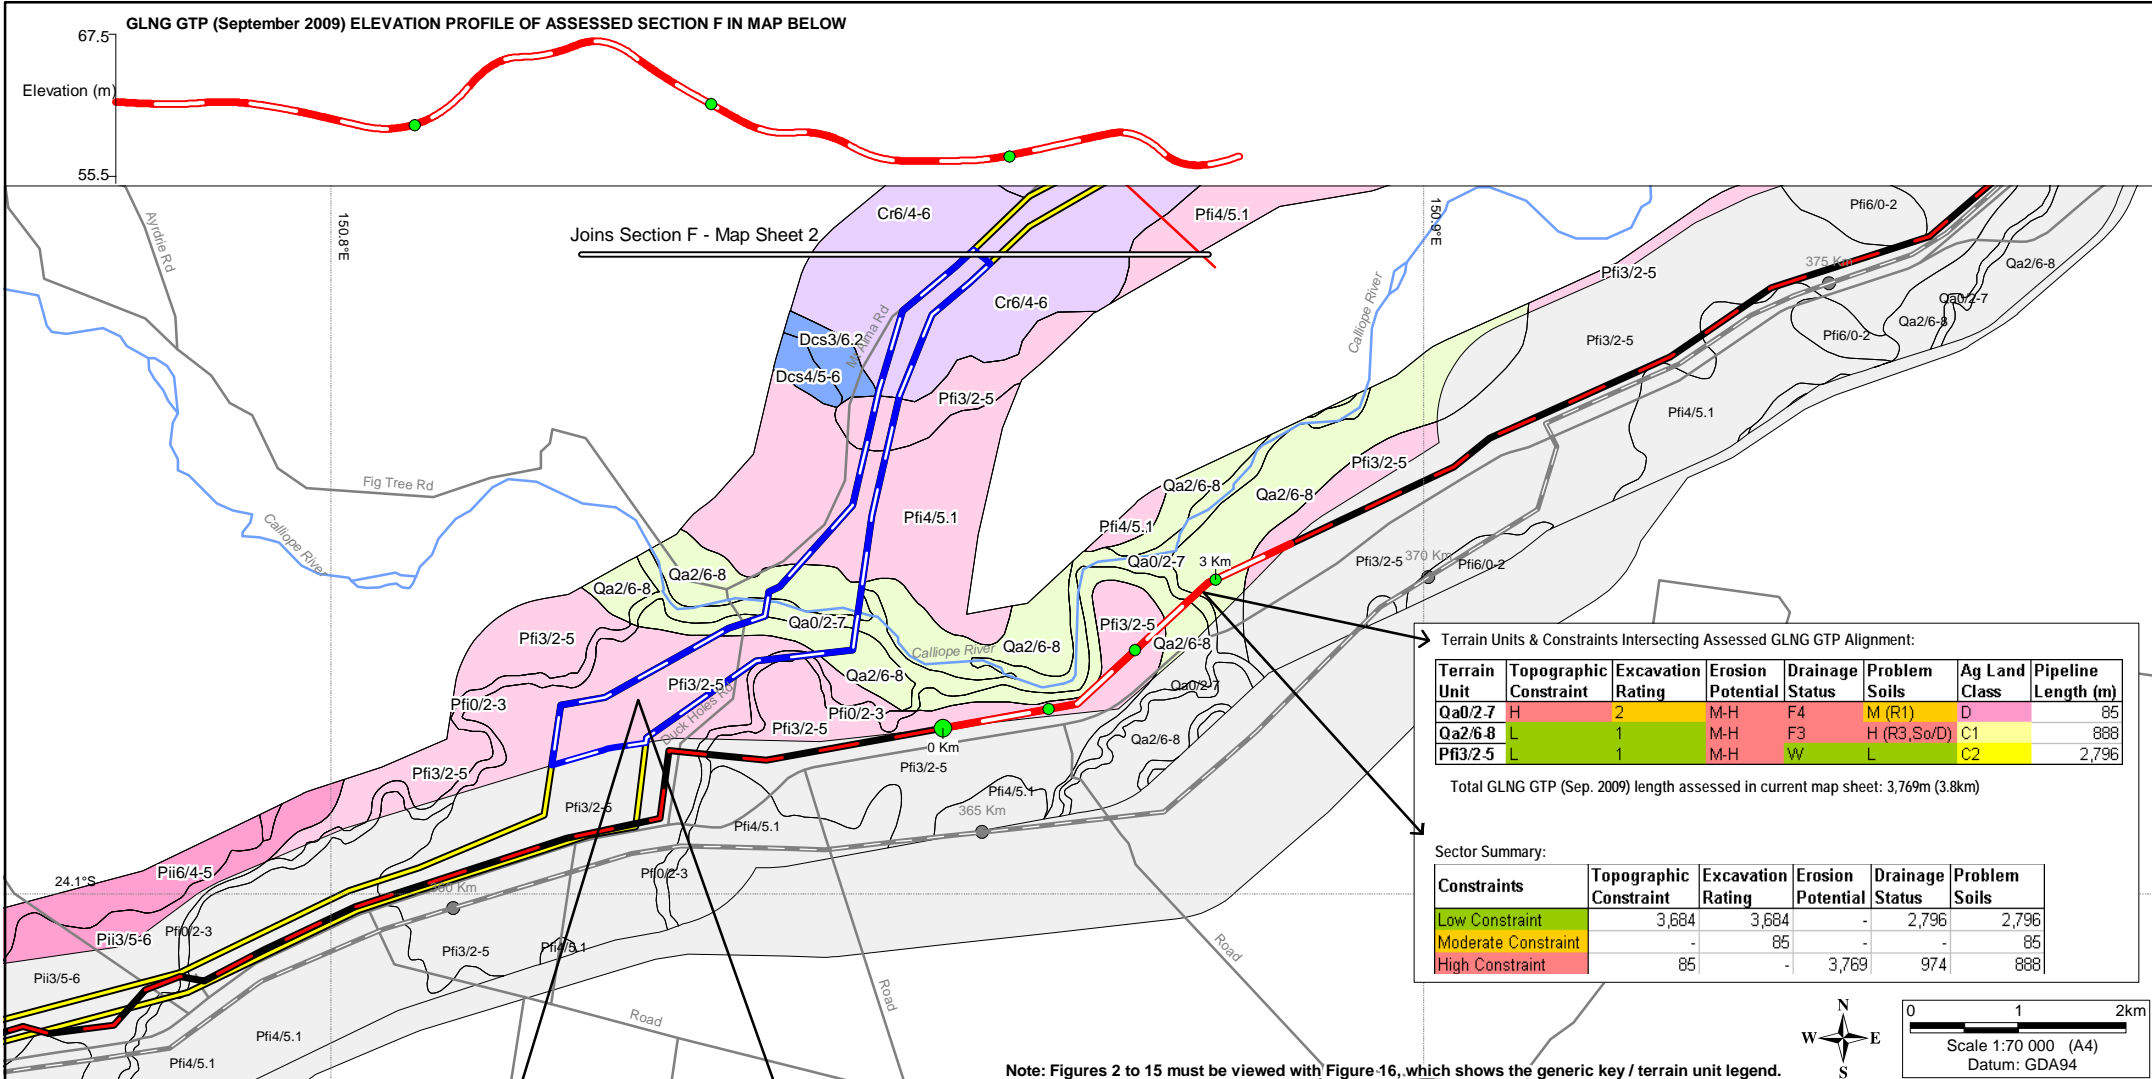 GLNG GTP (September 2009) ELEVATION PROFILE OF ASSESSED SECTION F IN MAP BELOW
67.5
Elevation (m)
55.5
Ayrdrie Rd
150.8°E
Joins Section F - Map Sheet 2
Cr6/4-6
Pfi4/5.1
150.9°E
Pfi6/0-2
Calliope River
Pfi3/2-5
375 Km
Qa2/6-8
Cr6/4-6
Qa0/2-7
Qa2/6-8
Mt Alma Rd
Dcs3/6.2
Pfi3/2-5
Pfi6/0-2
Dcs4/5-6
Pfi3/2-5
Pfi4/5.1
Fig Tree Rd
Pfi3/2-5
Qa2/6-8
Qa2/6-8
Calliope River
Pfi4/5.1
Pfi4/5.1
Qa0/2-7
3 Km
Pfi3/2-5
370 Km
Pfi6/0-2
Qa2/6-8
Qa2/6-8
Qa0/2-7
Pfi3/2-5
Pfi3/2-5
Calliope River
Qa2/6-8
Qa2/6-8
Qa2/6-8
Pfi3/2-5
Qa0/2-7
Pfi0/2-3
Pfi0/2-3
Duck Holes Rd
Pfi3/2-5
0 Km
Qa2/6-8
Pfi3/2-5
Pfi3/2-5
Pfi3/2-5
Pfi4/5.1
365 Km
Pfi4/5.1
Pii6/4-5
24.1°S
Pfi0/2-3
360 Km
Pii3/5-6
Pfi0/2-3
Pfi3/2-5
Pfi4/5.1
Pii3/5-6
Road
Road
Road
Pfi4/5.1
Pfi4/5.1
Terrain Units & Constraints Intersecting Assessed GLNG GTP Alignment:
Terrain Unit Topographic Constraint Excavation Rating Erosion Potential Drainage Status Problem Soils Ag Land Class Pipeline Length (m)
Qa0/2-7 H 2 M-H F4 M (R1) D 85
Qa2/6-8 L 1 M-H F3 H (R3,So/D) C1 888
Pfi3/2-5 L 1 M-H W L C2 2,796
Total GLNG GTP (Sep. 2009) length assessed in current map sheet: 3,769m (3.8km)
Sector Summary:
Constraints Topographic Constraint Excavation Rating Erosion Potential Drainage Status Problem Soils
Low Constraint 3,684 3,684 - 2,796 2,796
Moderate Constraint - 85 - - 85
High Constraint 85 - 3,769 974 888
N
W E
S
0 1 2km
Scale 1:70 000 (A4)
Datum: GDA94
Note: Figures 2 to 15 must be viewed with Figure 16, which shows the generic key / terrain unit legend.